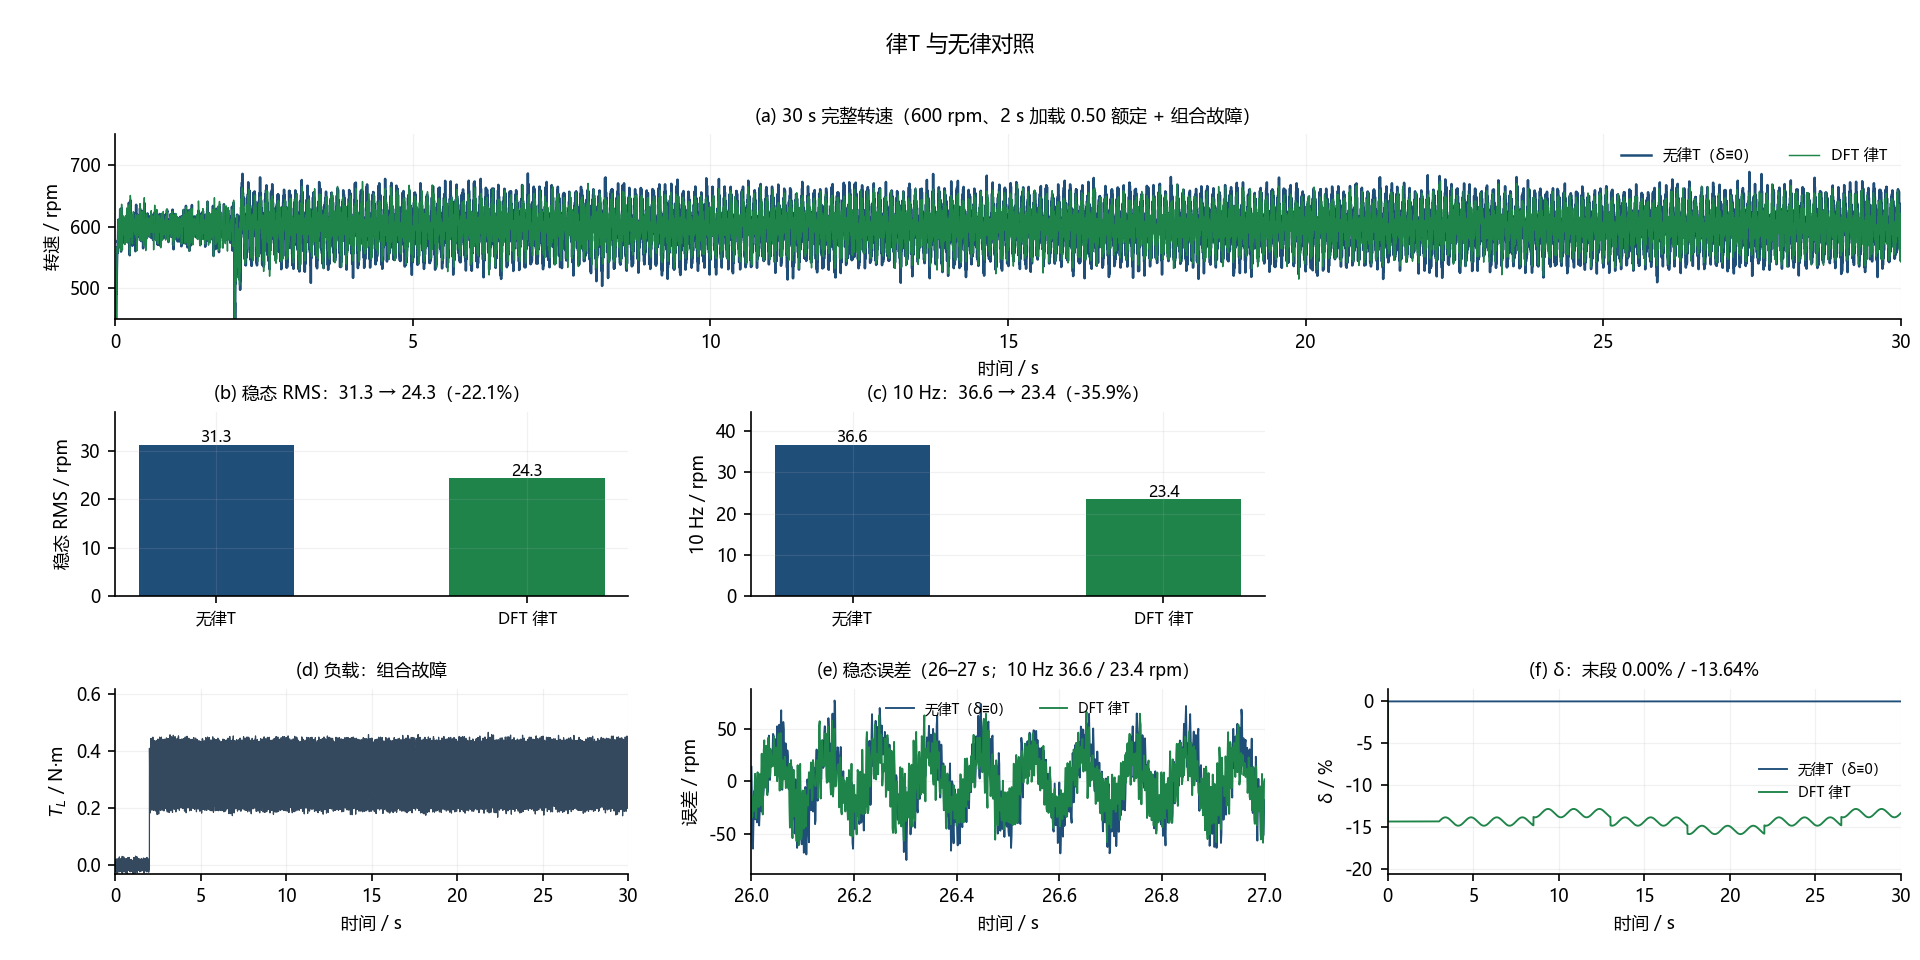 律T 与无律对照
(a) 30 s 完整转速（600 rpm、2 s 加载 0.50 额定 + 组合故障）
转速 / rpm
700
600
500
无律T（δ≡0）
DFT 律T
0 5 10 15 20 25 30
时间 / s
(b) 稳态 RMS：31.3 → 24.3（-22.1%）
稳态 RMS / rpm
30
20
10
0
31.3
24.3
无律T
DFT 律T
(c) 10 Hz：36.6 → 23.4（-35.9%）
10 Hz / rpm
40
30
20
10
0
36.6
23.4
无律T
DFT 律T
(d) 负载：组合故障
T_L / N·m
0.6
0.4
0.2
0.0
0 5 10 15 20 25 30
时间 / s
(e) 稳态误差（26–27 s；10 Hz 36.6 / 23.4 rpm）
误差 / rpm
50
0
-50
无律T（δ≡0）
DFT 律T
26.0 26.2 26.4 26.6 26.8 27.0
时间 / s
(f) δ：末段 0.00% / -13.64%
δ / %
0
-5
-10
-15
-20
无律T（δ≡0）
DFT 律T
0 5 10 15 20 25 30
时间 / s